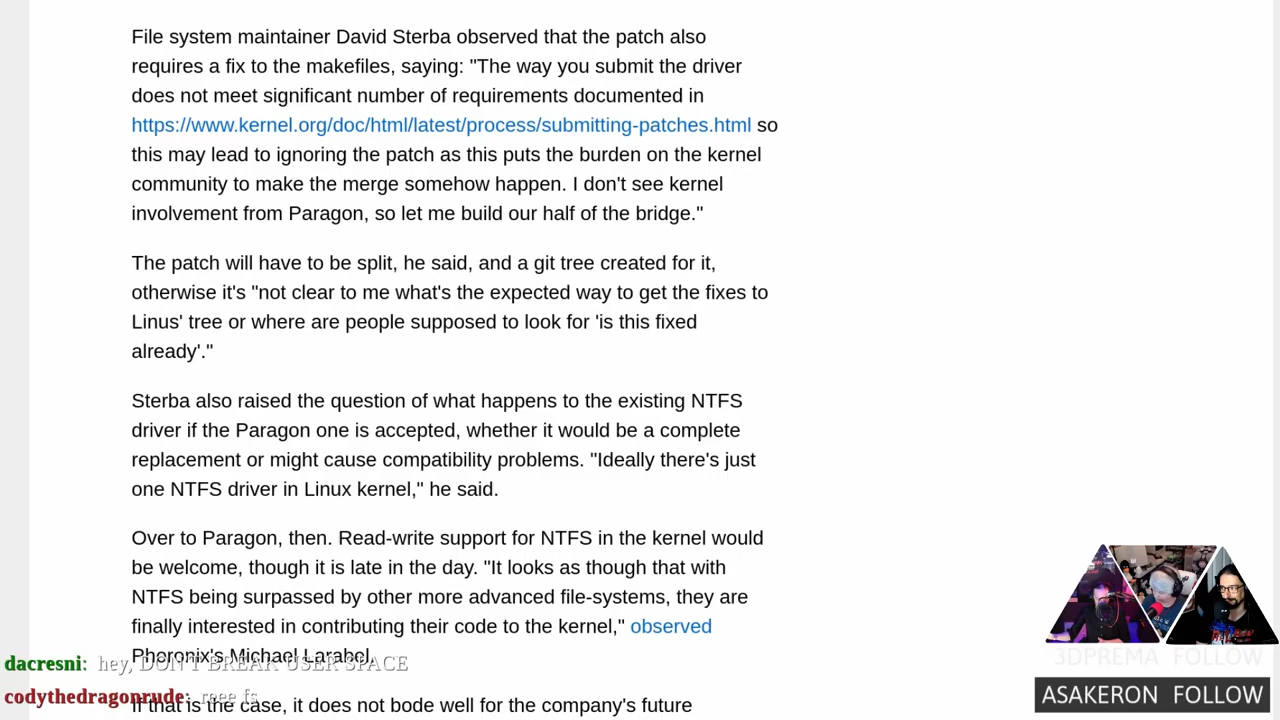 File system maintainer David Sterba observed that the patch also
requires a fix to the makefiles, saying: "The way you submit the driver
does not meet significant number of requirements documented in
https://www.kernel.org/doc/html/latest/process/submitting-patches.html so
this may lead to ignoring the patch as this puts the burden on the kernel
community to make the merge somehow happen. I don't see kernel
involvement from Paragon, so let me build our half of the bridge."
The patch will have to be split, he said, and a git tree created for it,
otherwise it's "not clear to me what's the expected way to get the fixes to
Linus' tree or where are people supposed to look for 'is this fixed
already'."
Sterba also raised the question of what happens to the existing NTFS
driver if the Paragon one is accepted, whether it would be a complete
replacement or might cause compatibility problems. "Ideally there's just
one NTFS driver in Linux kernel," he said.
Over to Paragon, then. Read-write support for NTFS in the kernel would
be welcome, though it is late in the day. "It looks as though that with
NTFS being surpassed by other more advanced file-systems, they are
finally interested in contributing their code to the kernel," observed
Phoronix's Michael Larabel.
If that is the case, it does not bode well for the company's future
dacresni: hey, DON'T BREAK USER SPACE
codythedragonrude: reee fs
3DPREMA FOLLOW
ASAKERON FOLLOW